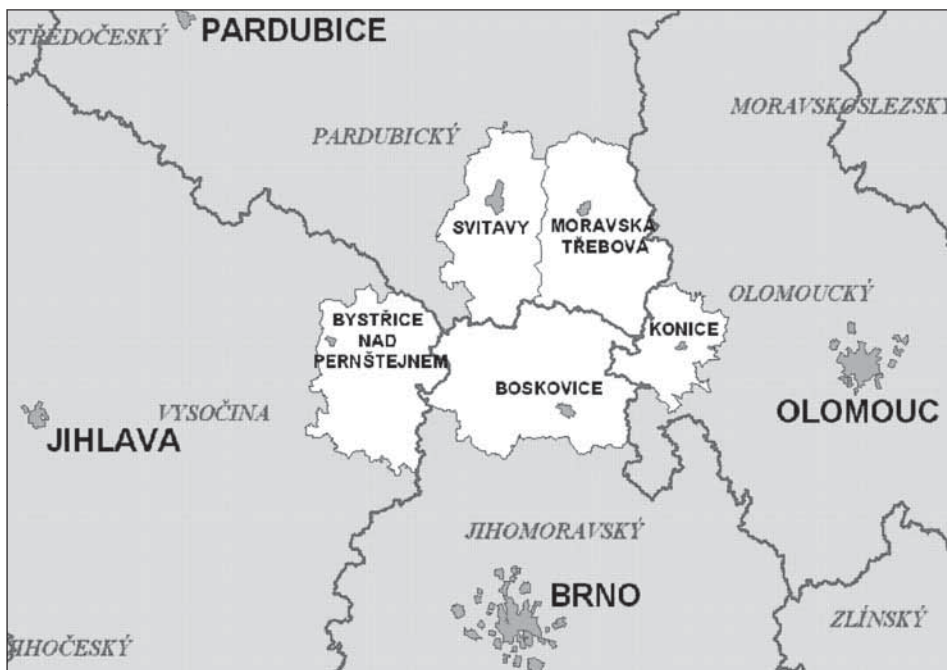 PARDUBICE
STŘEDOČESKÝ
MORAVSKOSLEZSKÝ
PARDUBICKÝ
SVITAVY
MORAVSKÁ
TŘEBOVÁ
OLOMOUCKÝ
BYSTŘICE
NAD
PERNŠTEJNEM
KONICE
BOSKOVICE
VYSOČINA
OLOMOUC
JIHLAVA
JIHOMORAVSKÝ
BRNO
ZLÍNSKÝ
JIHOČESKÝ